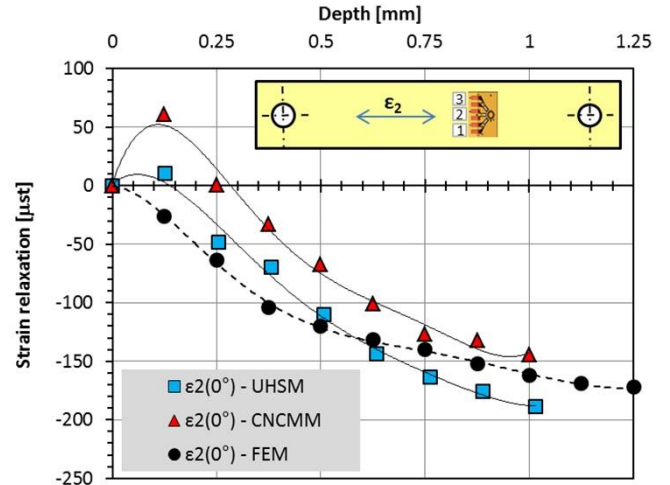 Depth [mm]
0 0.25 0.5 0.75 1 1.25
100
50
0
-50
-100
-150
-200
-250
Strain relaxation [µst]
ε2
3
2
1
ε2(0°) - UHSM
ε2(0°) - CNCMM
ε2(0°) - FEM